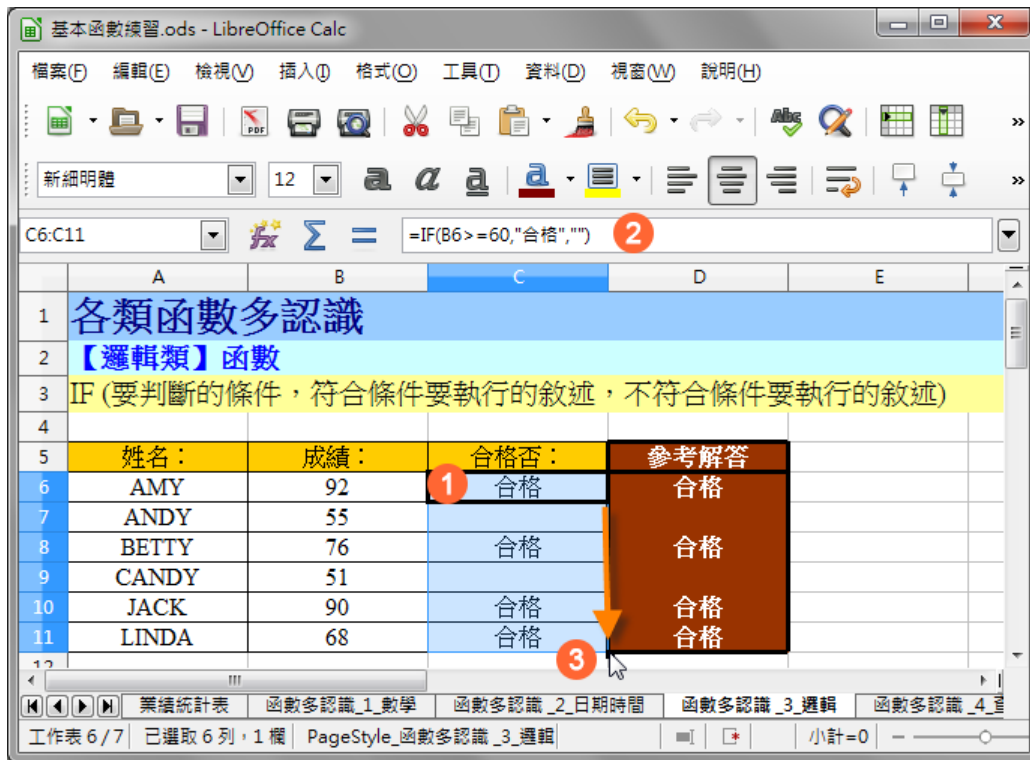 基本函數練習.ods - LibreOffice Calc
檔案(F) 編輯(E) 檢視(V) 插入(I) 格式(O) 工具(T) 資料(D) 視窗(W) 說明(H)
PDF Abc »
新細明體 12 a a a a »
C6:C11 =IF(B6>=60,"合格","") 2
A B C D E
1 各類函數多認識
2 【邏輯類】函數
3 IF (要判斷的條件，符合條件要執行的敘述，不符合條件要執行的敘述)
4
5 姓名： 成績： 合格否： 參考解答
6 AMY 92 1 合格 合格
7 ANDY 55
8 BETTY 76 合格 合格
9 CANDY 51
10 JACK 90 合格 合格
11 LINDA 68 合格 合格
12 3
業績統計表 函數多認識_1_數學 函數多認識 _2_日期時間 函數多認識 _3_邏輯 函數多認識 _4_
工作表 6 / 7 已選取 6 列，1 欄 PageStyle_函數多認識 _3_邏輯 小計=0